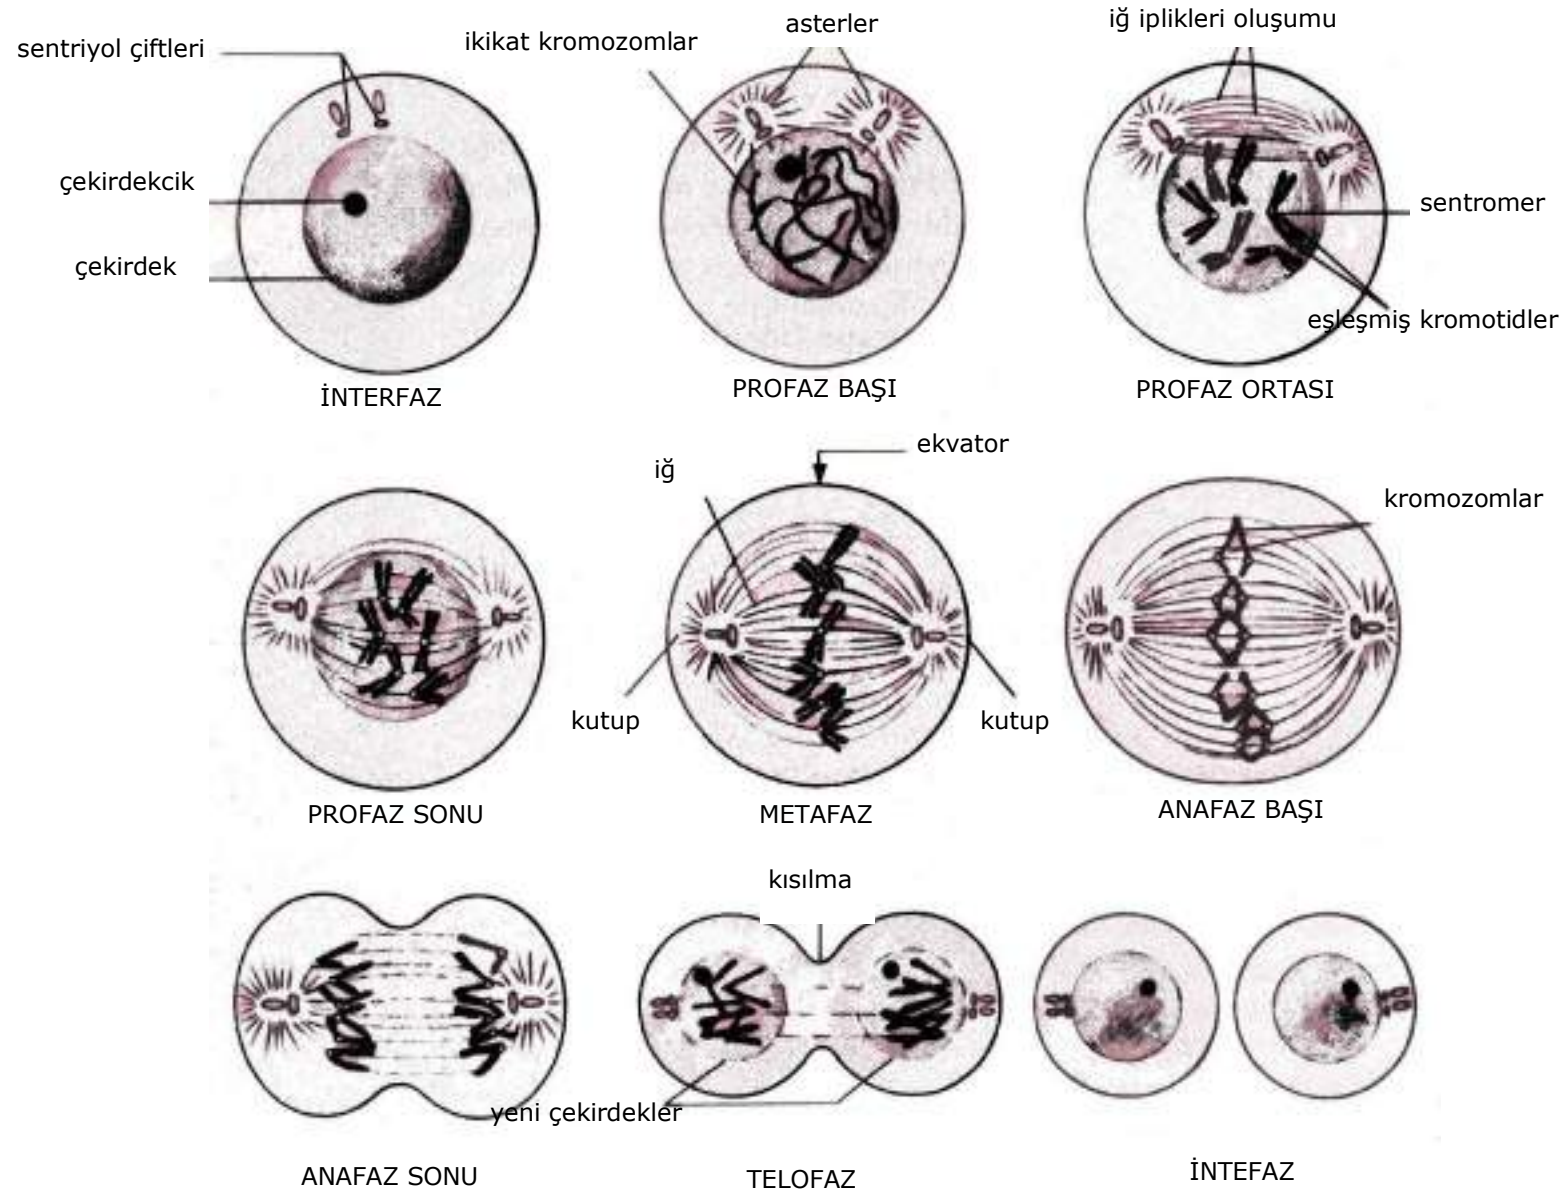 sentriyol çiftleri
ikikat kromozomlar
asterler
iğ iplikleri oluşumu
çekirdekcik
çekirdek
sentromer
eşleşmiş kromotidler
İNTERFAZ
PROFAZ BAŞI
PROFAZ ORTASI
iğ
ekvator
kromozomlar
kutup
kutup
PROFAZ SONU
METAFAZ
ANAFAZ BAŞI
kısılma
yeni çekirdekler
ANAFAZ SONU
TELOFAZ
İNTEFAZ